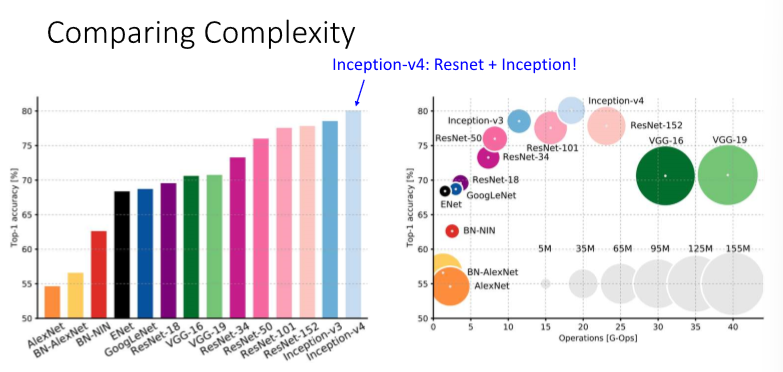 Comparing Complexity
Inception-v4: Resnet + Inception!
Top-1 accuracy [%]
80
75
70
65
60
55
50
AlexNet
BN-AlexNet
BN-NIN
ENet
GoogLeNet
ResNet-18
VGG-16
VGG-19
ResNet-34
ResNet-50
ResNet-101
ResNet-152
Inception-v3
Inception-v4
Top-1 accuracy [%]
80
75
70
65
60
55
50
Inception-v4
Inception-v3
ResNet-152
ResNet-50
ResNet-101
VGG-16
VGG-19
ResNet-34
ResNet-18
GoogLeNet
ENet
BN-NIN
5M
35M
65M
95M
125M
155M
BN-AlexNet
AlexNet
0
5
10
15
20
25
30
35
40
Operations [G-Ops]